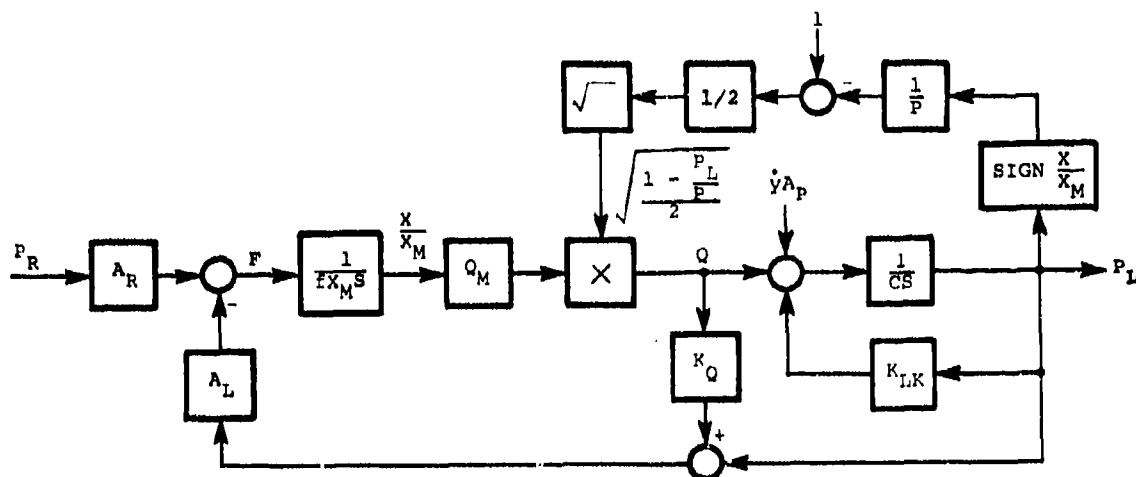 1
√
1/2
-
1/P
SIGN X/X_M
√((1 - P_L/P)/2)
ẏA_P
P_R
A_R
F
1/(fX_M S)
X/X_M
Q_M
×
Q
1/CS
P_L
-
A_L
K_Q
K_LK
+